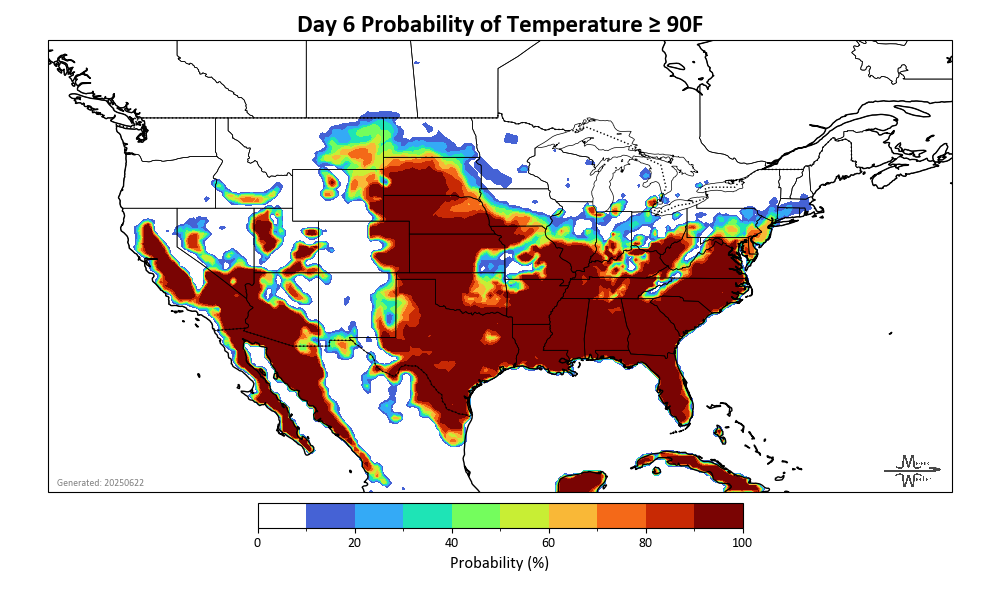 Day 6 Probability of Temperature ≥ 90F
Generated: 20250622
0 20 40 60 80 100
Probability (%)